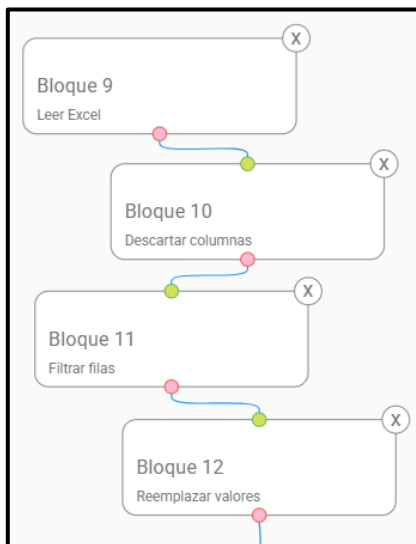 X
Bloque 9
Leer Excel
X
Bloque 10
Descartar columnas
X
Bloque 11
Filtrar filas
X
Bloque 12
Reemplazar valores